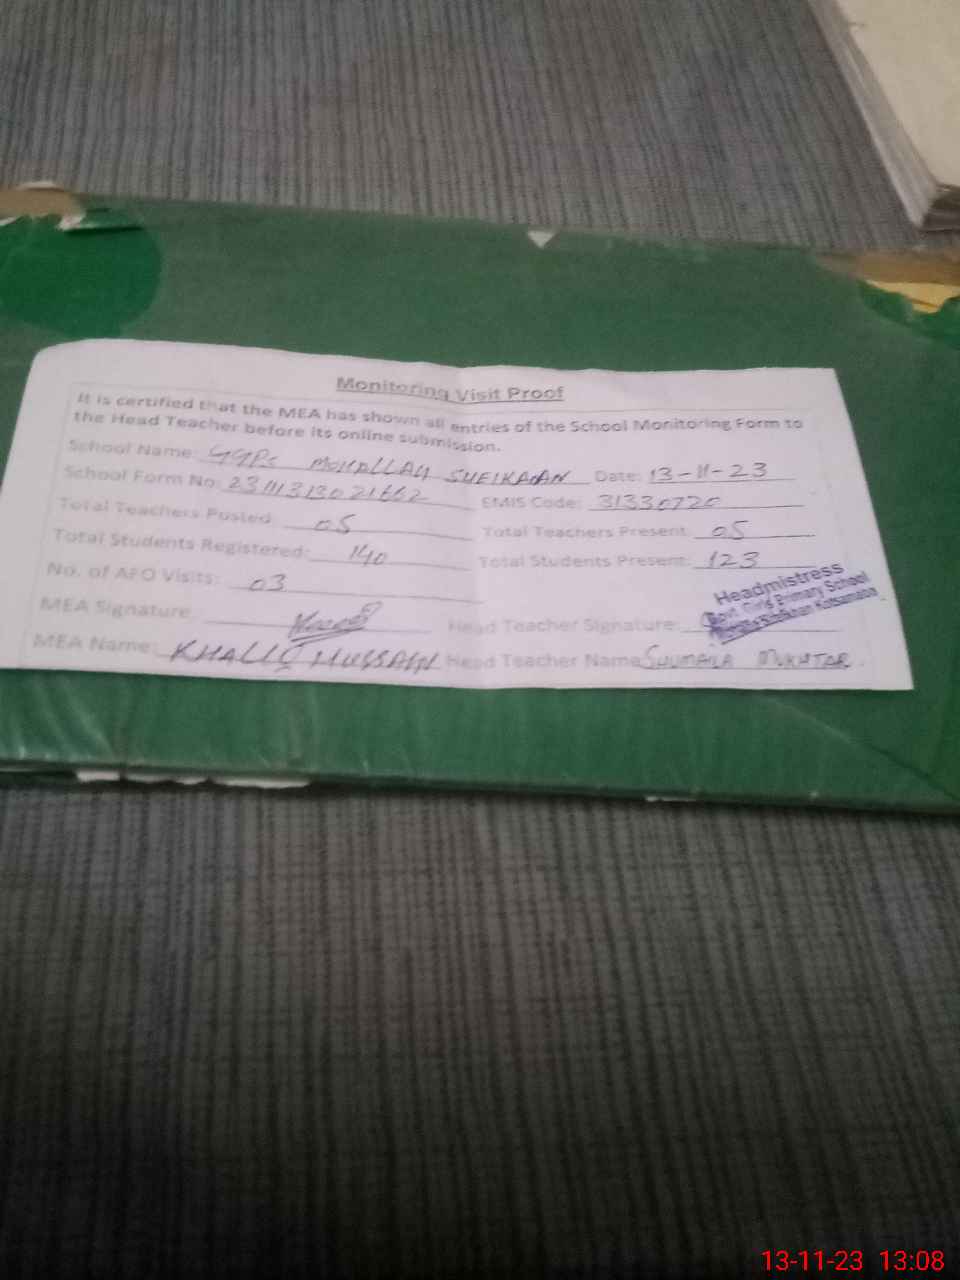 Monitoring Visit Proof
It is certified that the MEA has shown all entries of the School Monitoring Form to
the Head Teacher before its online submission.
School Name: GGPS MOHALLAH SHEIKAAN Date: 13-11-23
School Form No: 23111313021662 EMIS Code: 31330720
Total Teachers Posted: 05 Total Teachers Present: 05
Total Students Registered: 140 Total Students Present: 123
No. of AEO Visits: 03
Headmistress
Govt. Girls Primary School
MEA Signature: Head Teacher Signature:
MEA Name: HUSSAIN Head Teacher Name: SHUMAILA MUKHTAR
13-11-23 13:08